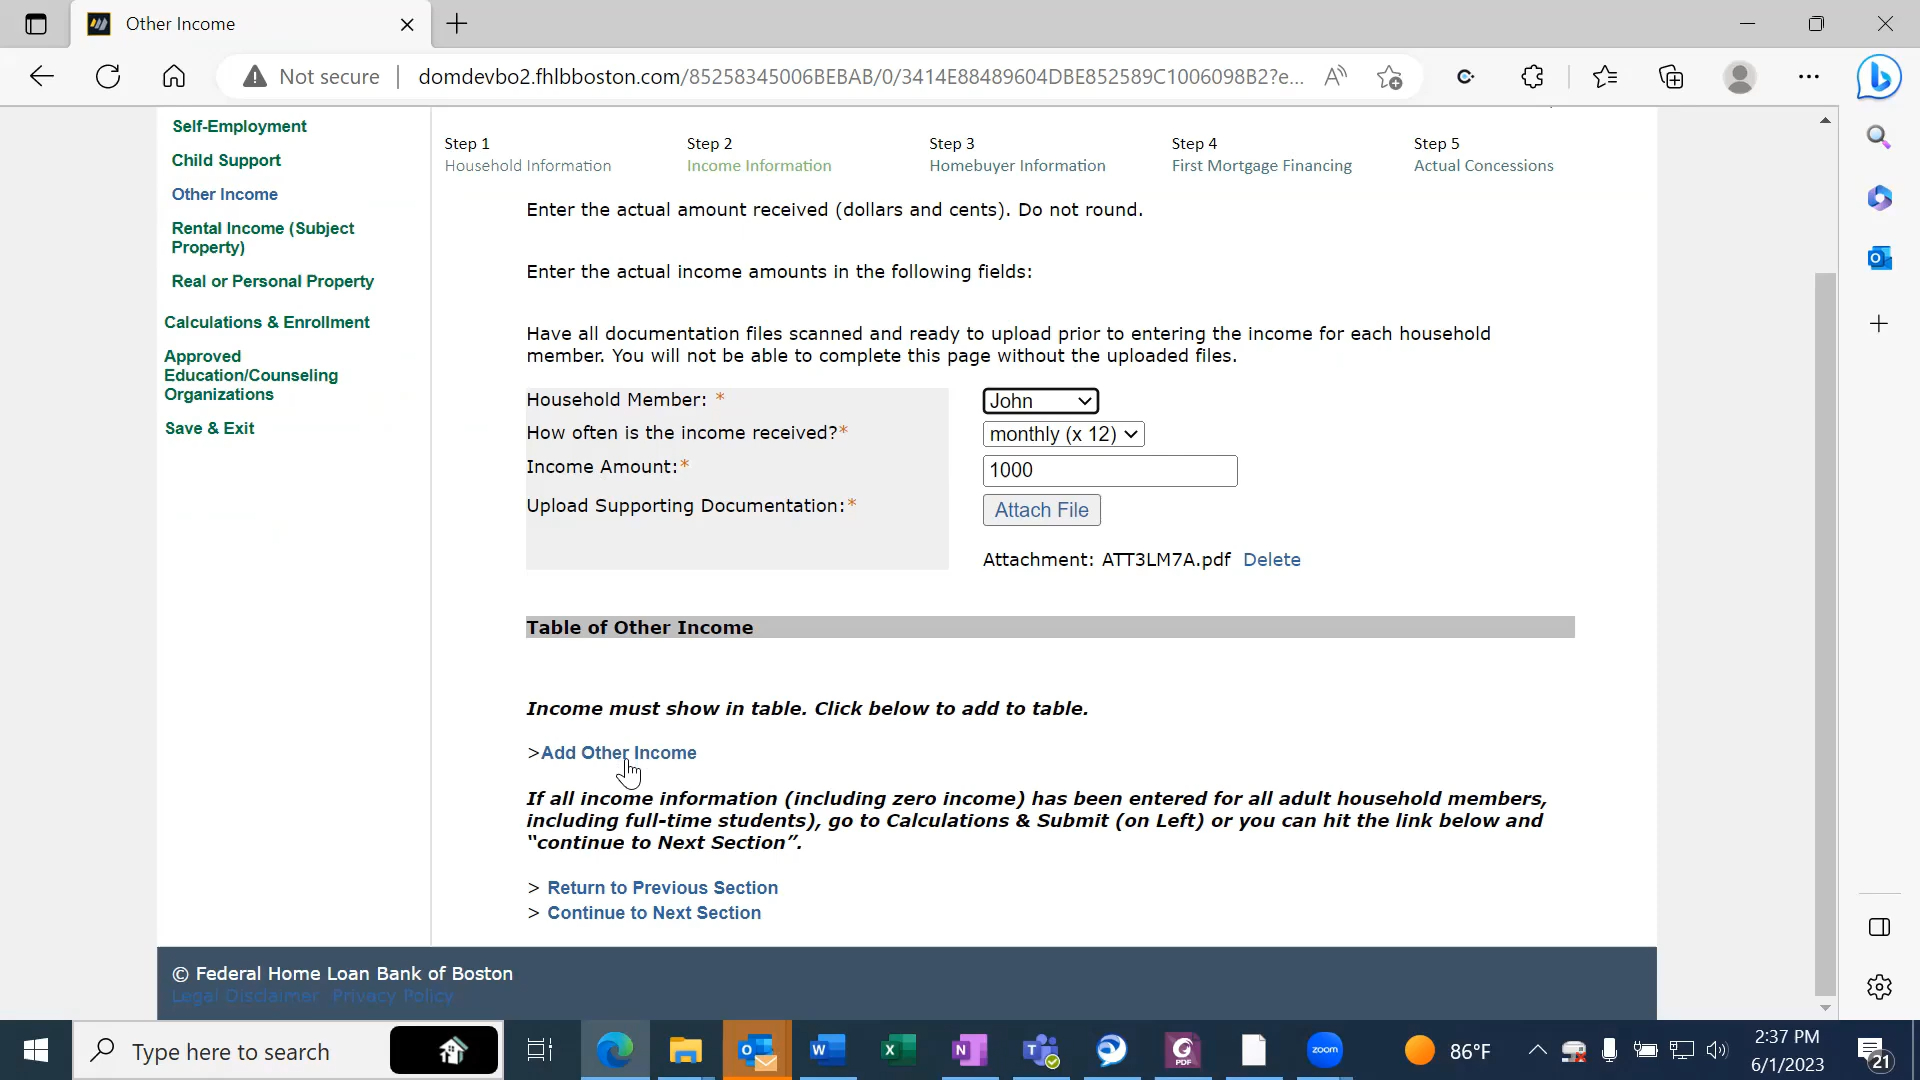 Other Income
Not secure
domdevbo2.fhlbboston.com/85258345006BEBAB/0/3414E88489604DBE852589C1006098B2?e...
Self-Employment
Child Support
Other Income
Rental Income (Subject
Property)
Real or Personal Property
Calculations & Enrollment
Approved
Education/Counseling
Organizations
Save & Exit
Step 1
Household Information
Step 2
Income Information
Step 3
Homebuyer Information
Step 4
First Mortgage Financing
Step 5
Actual Concessions
Enter the actual amount received (dollars and cents). Do not round.
Enter the actual income amounts in the following fields:
Have all documentation files scanned and ready to upload prior to entering the income for each household
member. You will not be able to complete this page without the uploaded files.
Household Member: * John
How often is the income received?* monthly (x 12)
Income Amount:* 1000
Upload Supporting Documentation:* Attach File
Attachment: ATT3LM7A.pdf Delete
Table of Other Income
Income must show in table. Click below to add to table.
>Add Other Income
If all income information (including zero income) has been entered for all adult household members,
including full-time students), go to Calculations & Submit (on Left) or you can hit the link below and
“continue to Next Section”.
> Return to Previous Section
> Continue to Next Section
© Federal Home Loan Bank of Boston
Legal Disclaimer Privacy Policy
Type here to search
zoom
86°F
2:37 PM
6/1/2023
21